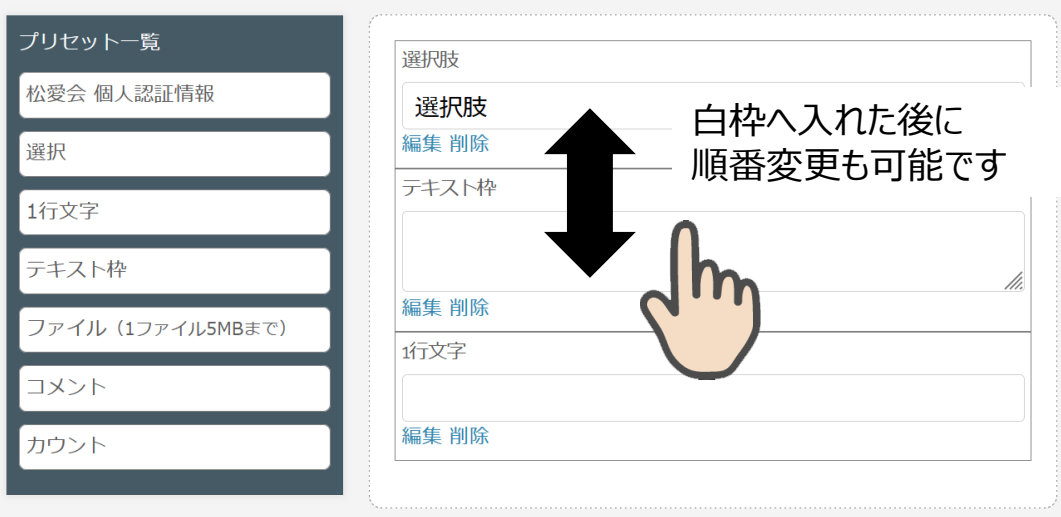 プリセット一覧
松愛会 個人認証情報
選択
1行文字
テキスト枠
ファイル（1ファイル5MBまで）
コメント
カウント
選択肢
選択肢
編集 削除
白枠へ入れた後に
順番変更も可能です
テキスト枠
編集 削除
1行文字
編集 削除